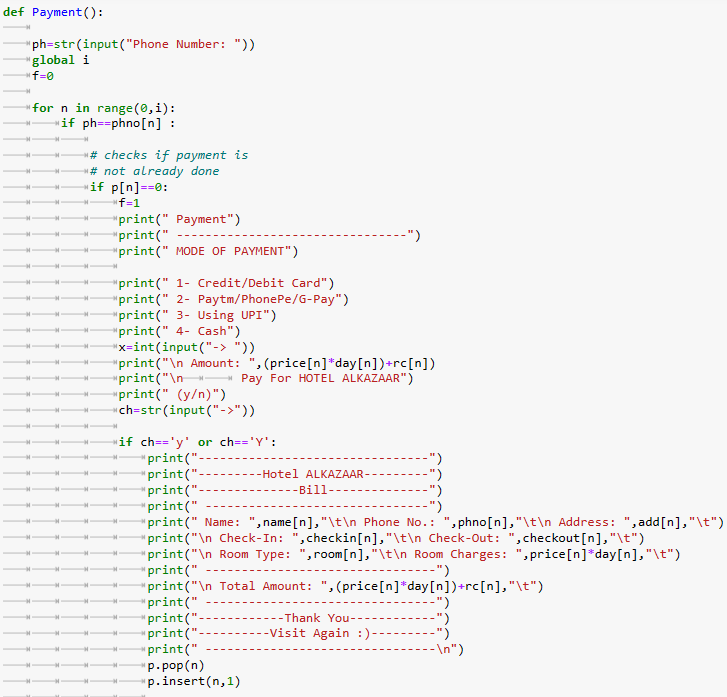 def Payment():
ph=str(input("Phone Number: "))
global i
f=0
for n in range(0,i):
if ph==phno[n] :
# checks if payment is
# not already done
if p[n]==0:
f=1
print(" Payment")
print(" --------------------------------")
print(" MODE OF PAYMENT")
print(" 1- Credit/Debit Card")
print(" 2- Paytm/PhonePe/G-Pay")
print(" 3- Using UPI")
print(" 4- Cash")
x=int(input("-> "))
print("\n Amount: ",(price[n]*day[n])+rc[n])
print("\n Pay For HOTEL ALKAZAAR")
print(" (y/n)")
ch=str(input("->"))
if ch=='y' or ch=='Y':
print("--------------------------------")
print("---------Hotel ALKAZAAR---------")
print("--------------Bill--------------")
print(" --------------------------------")
print(" Name: ",name[n],"\t\n Phone No.: ",phno[n],"\t\n Address: ",add[n],"\t")
print("\n Check-In: ",checkin[n],"\t\n Check-Out: ",checkout[n],"\t")
print("\n Room Type: ",room[n],"\t\n Room Charges: ",price[n]*day[n],"\t")
print(" --------------------------------")
print("\n Total Amount: ",(price[n]*day[n])+rc[n],"\t")
print(" --------------------------------")
print("------------Thank You------------")
print("----------Visit Again :)---------")
print(" --------------------------------\n")
p.pop(n)
p.insert(n,1)